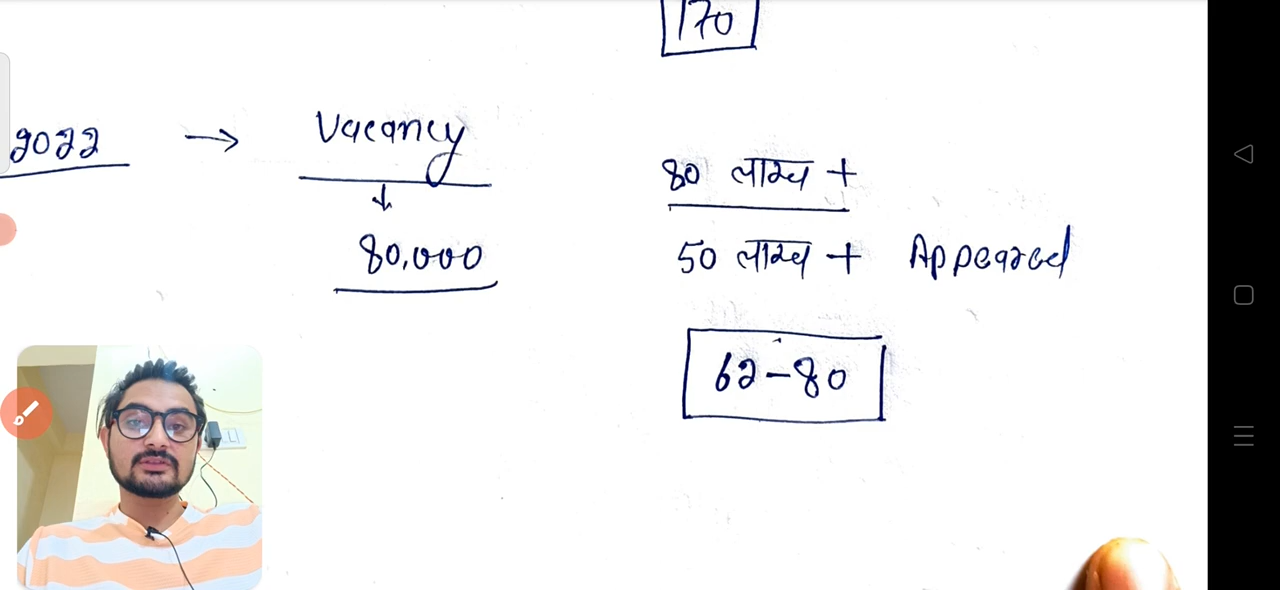 170
2022 → Vacancy
80,000
80 लाख +
50 लाख + Appeared
62-80